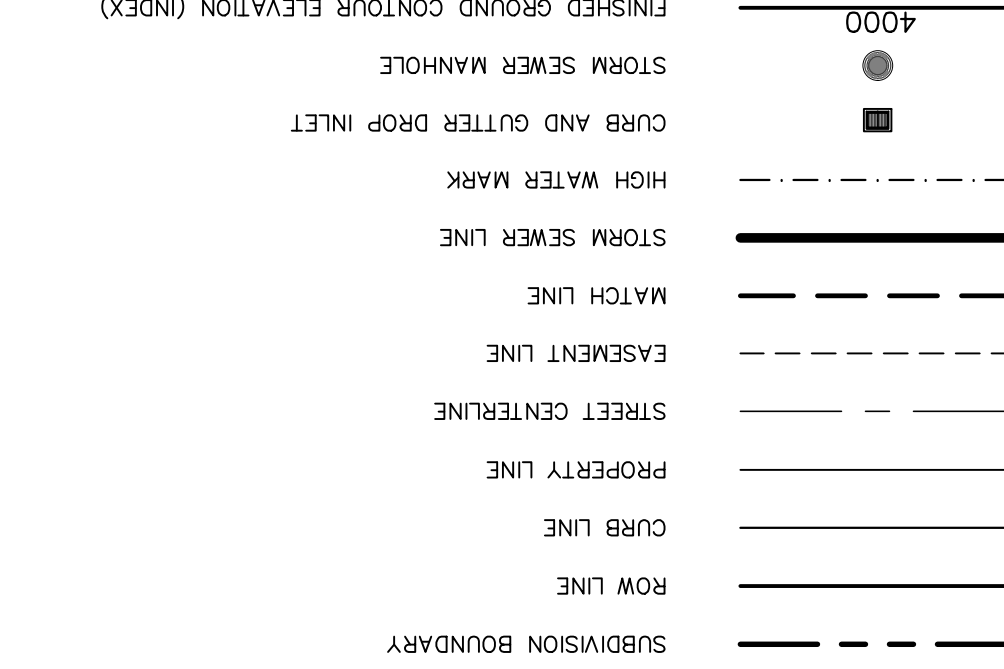 SUBDIVISION BOUNDARY
ROW LINE
CURB LINE
PROPERTY LINE
STREET CENTERLINE
EASEMENT LINE
MATCH LINE
STORM SEWER LINE
HIGH WATER MARK
CURB AND GUTTER DROP INLET
STORM SEWER MANHOLE
4000
FINISHED GROUND CONTOUR ELEVATION (INDEX)